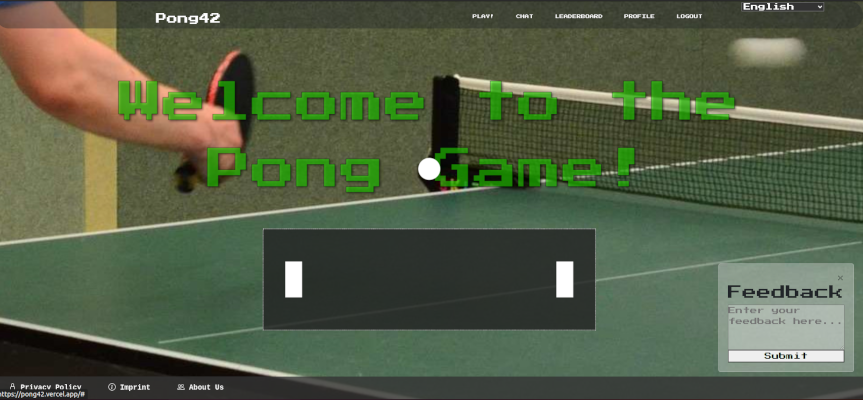 Pong42
PLAY! CHAT LEADERBOARD PROFILE LOGOUT
English
Welcome to the
Pong Game!
×
Feedback
Enter your
feedback here...
Submit
Privacy Policy Imprint About Us
https://pong42.vercel.app/#